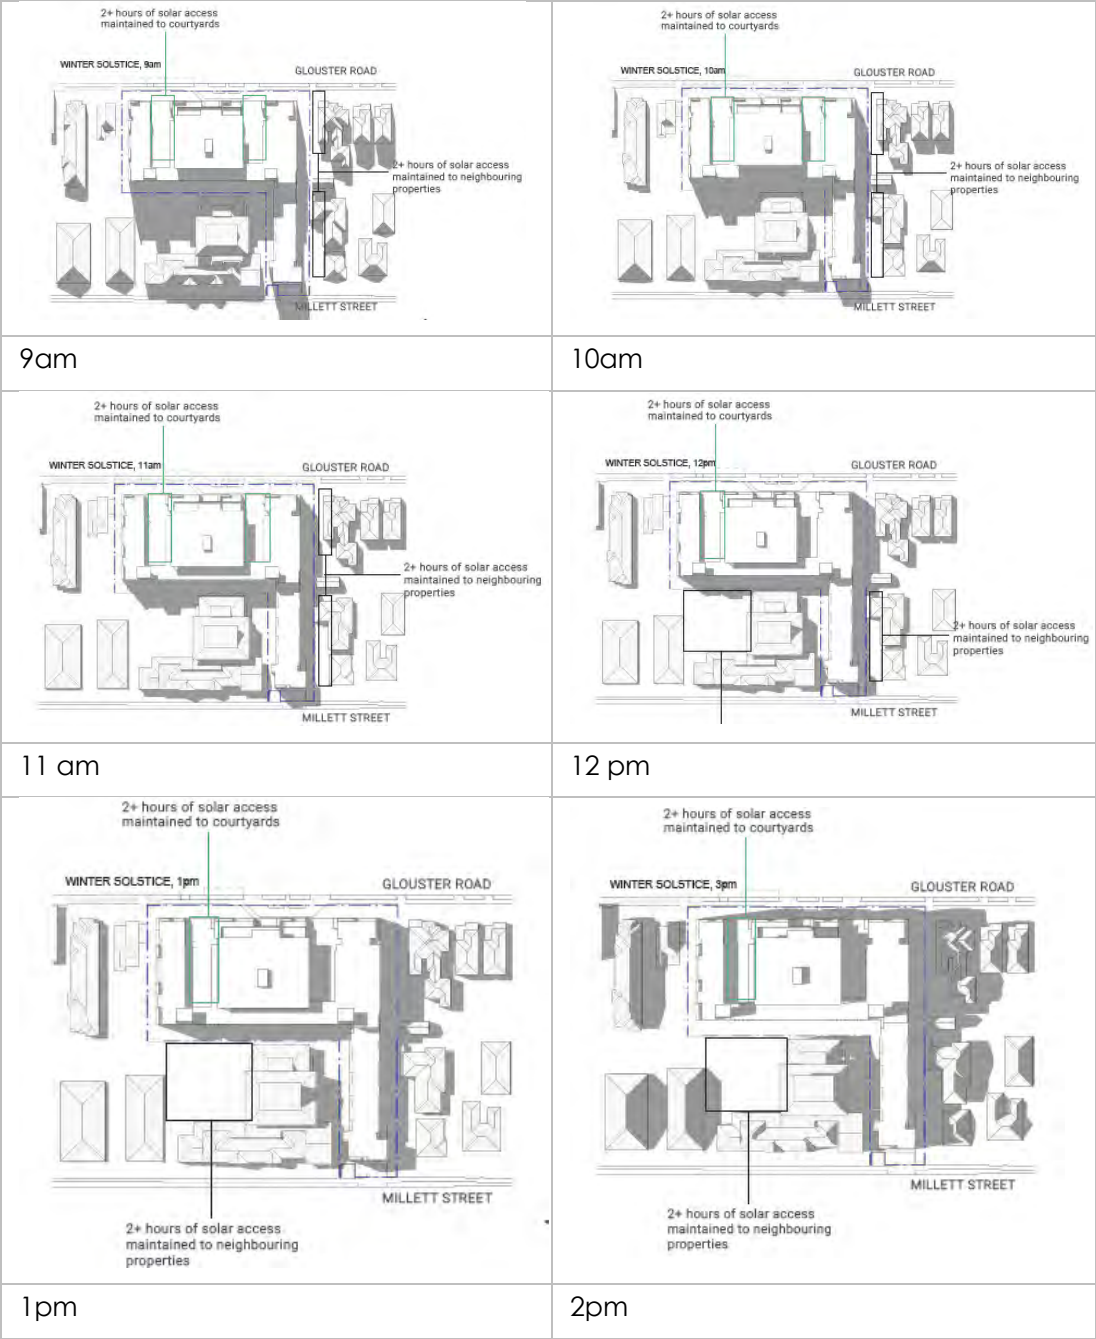 2+ hours of solar access
maintained to courtyards
WINTER SOLSTICE, 9am
GLOUSTER ROAD
2+ hours of solar access
maintained to neighbouring
properties
MILLETT STREET
2+ hours of solar access
maintained to courtyards
WINTER SOLSTICE, 10am
GLOUSTER ROAD
2+ hours of solar access
maintained to neighbouring
properties
MILLETT STREET
9am
10am
2+ hours of solar access
maintained to courtyards
WINTER SOLSTICE, 11am
GLOUSTER ROAD
2+ hours of solar access
maintained to neighbouring
properties
MILLETT STREET
2+ hours of solar access
maintained to courtyards
WINTER SOLSTICE, 12pm
GLOUSTER ROAD
2+ hours of solar access
maintained to neighbouring
properties
MILLETT STREET
11 am
12 pm
2+ hours of solar access
maintained to courtyards
WINTER SOLSTICE, 1pm
GLOUSTER ROAD
MILLETT STREET
2+ hours of solar access
maintained to neighbouring
properties
2+ hours of solar access
maintained to courtyards
WINTER SOLSTICE, 3pm
GLOUSTER ROAD
MILLETT STREET
2+ hours of solar access
maintained to neighbouring
properties
1pm
2pm